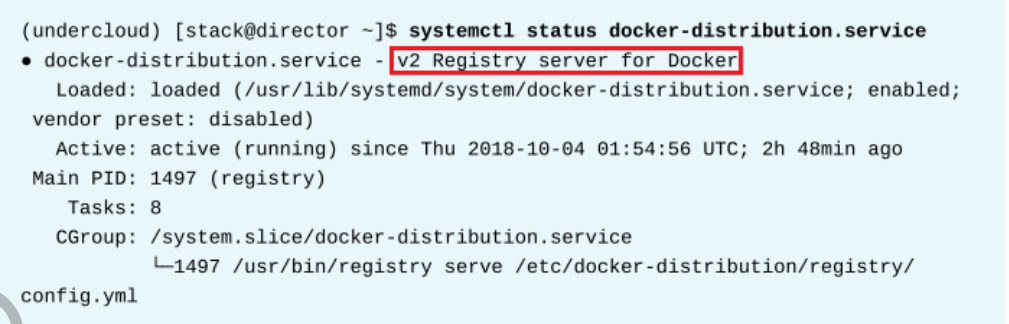 (undercloud) [stack@director ~]$ systemctl status docker-distribution.service
● docker-distribution.service - v2 Registry server for Docker
Loaded: loaded (/usr/lib/systemd/system/docker-distribution.service; enabled;
vendor preset: disabled)
Active: active (running) since Thu 2018-10-04 01:54:56 UTC; 2h 48min ago
Main PID: 1497 (registry)
Tasks: 8
CGroup: /system.slice/docker-distribution.service
└─1497 /usr/bin/registry serve /etc/docker-distribution/registry/
config.yml